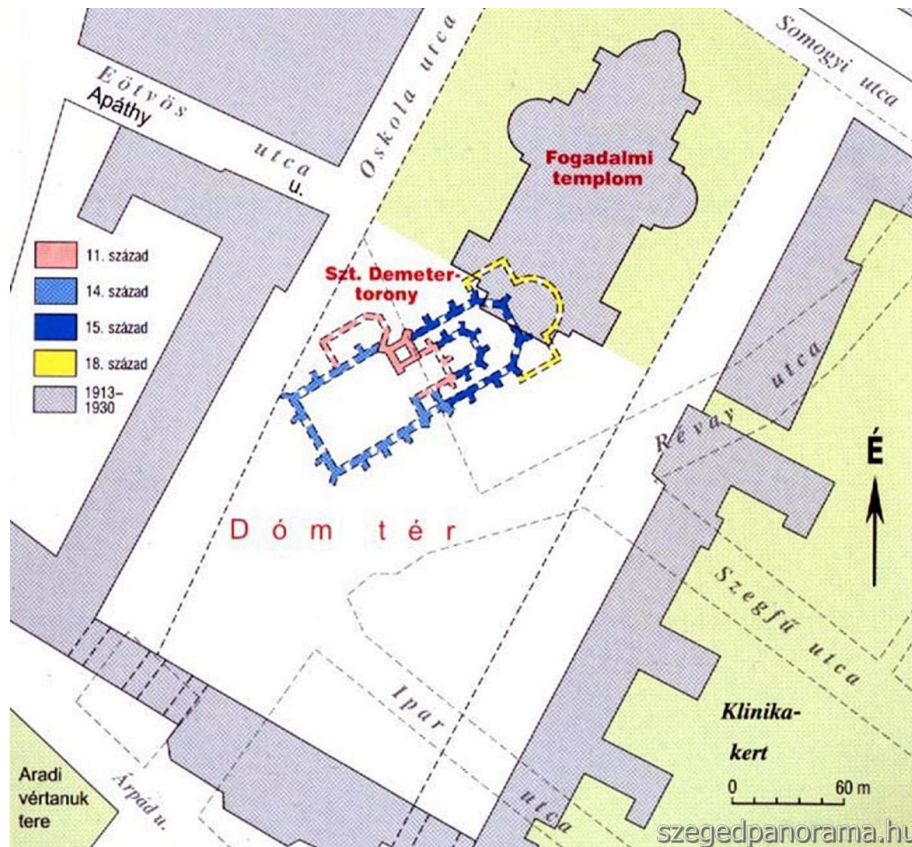 Somogyi utca
Oskola utca
Eötvös
Apáthy
utca
u.
Fogadalmi
templom
11. század
14. század
15. század
18. század
1913–
1930
Szt. Demeter-
torony
Révay utca
É
Dóm tér
Szegfű utca
Ipar
utca
Klinika-
kert
0 60 m
Aradi
vértanuk
tere
Árpád u.
szegedpanorama.hu